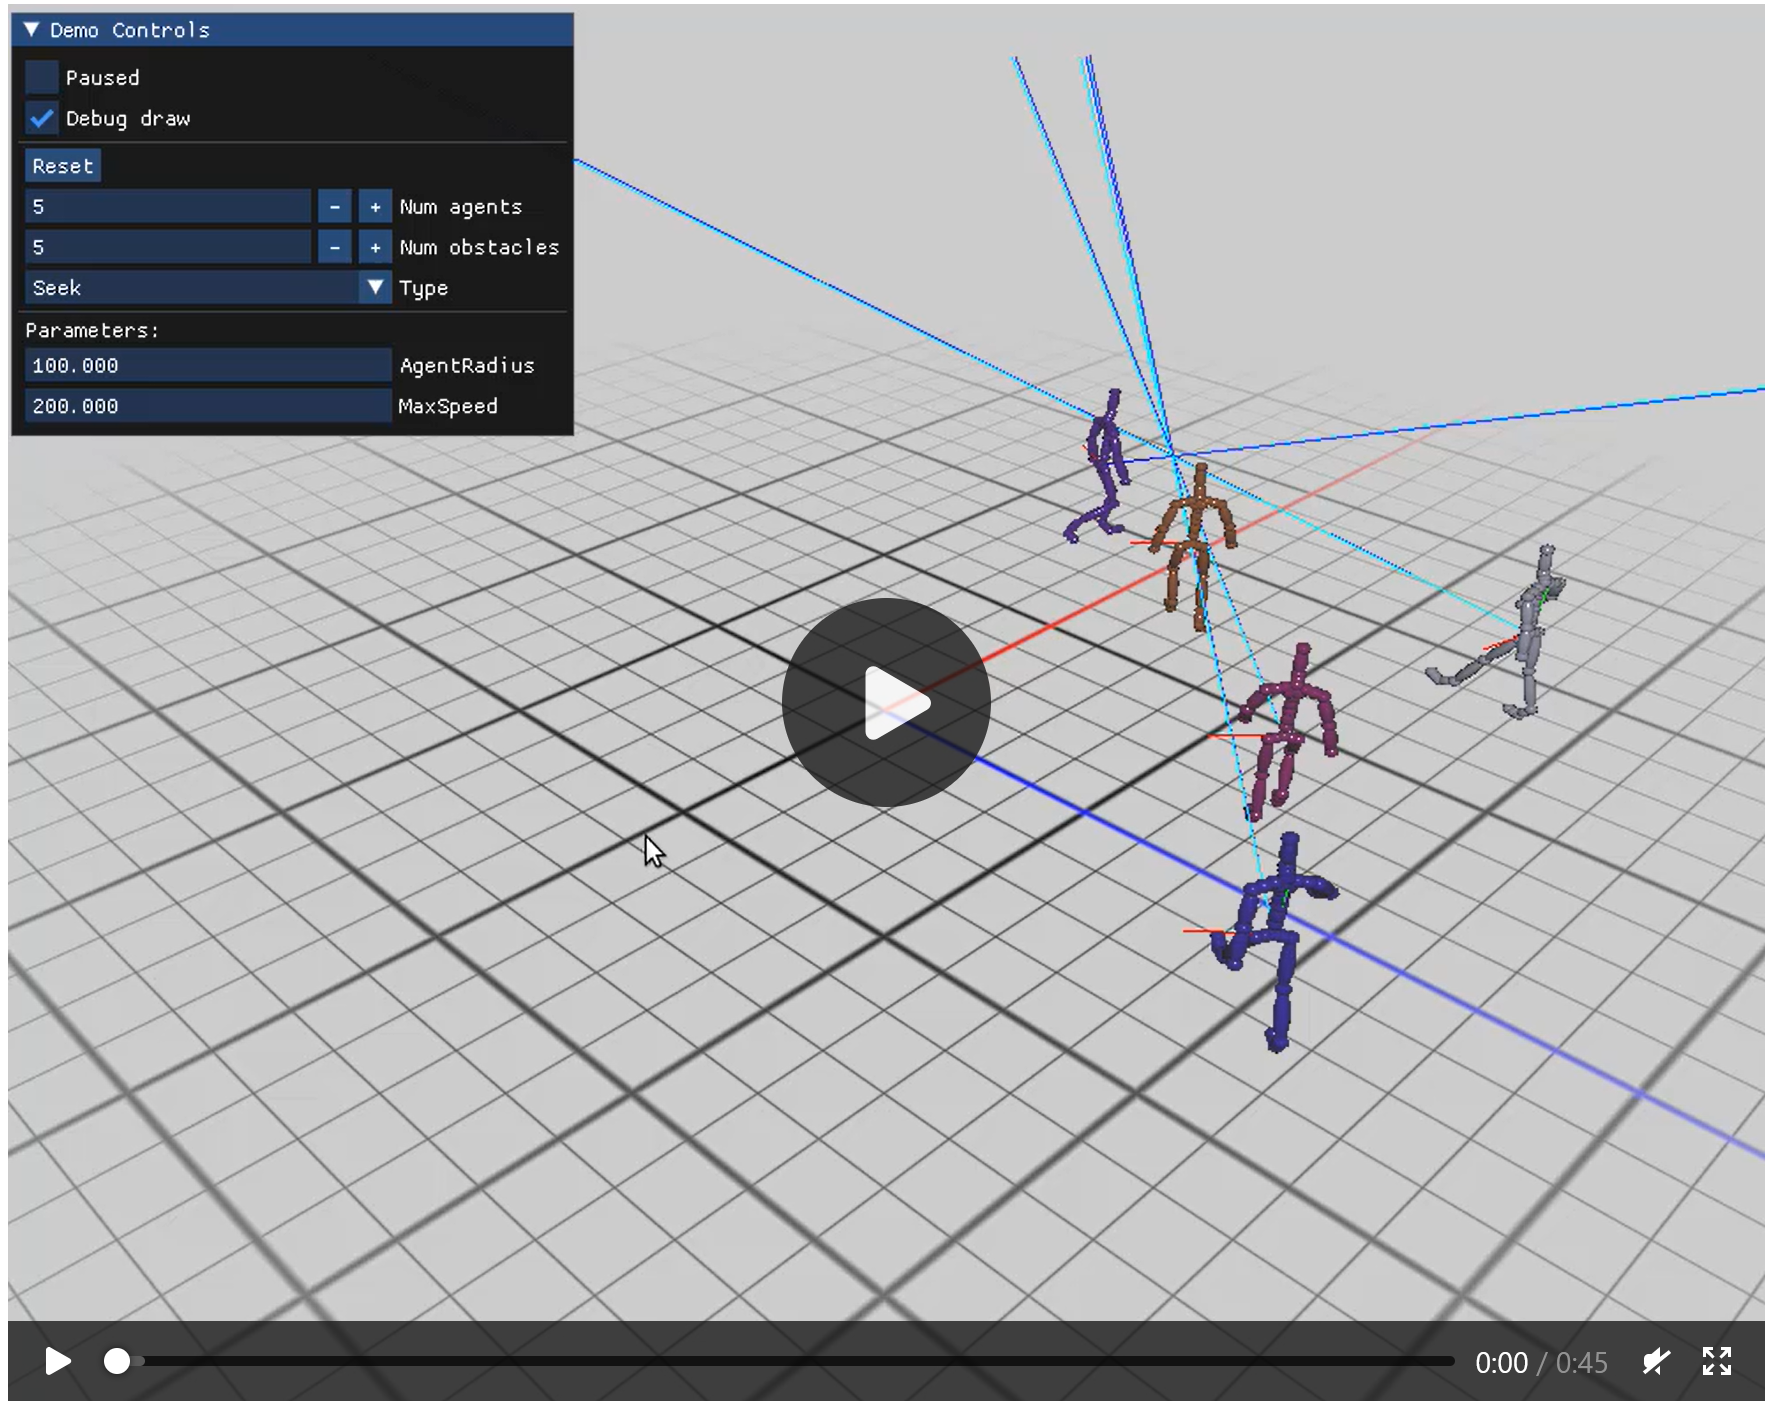 Demo Controls
Paused
Debug draw
Reset
5 - + Num agents
5 - + Num obstacles
Seek Type
Parameters:
100.000 AgentRadius
200.000 MaxSpeed
0:00 / 0:45